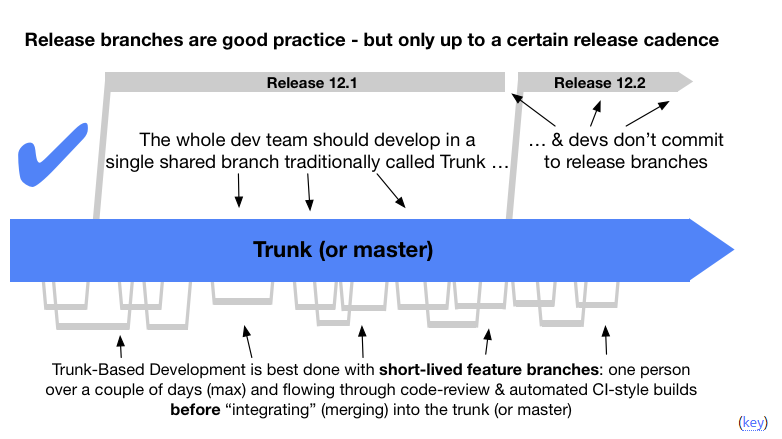 Release branches are good practice - but only up to a certain release cadence
Release 12.1
Release 12.2
The whole dev team should develop in a
single shared branch traditionally called Trunk …
… & devs don’t commit
to release branches
Trunk (or master)
Trunk-Based Development is best done with short-lived feature branches: one person
over a couple of days (max) and flowing through code-review & automated CI-style builds
before “integrating” (merging) into the trunk (or master)
(key)